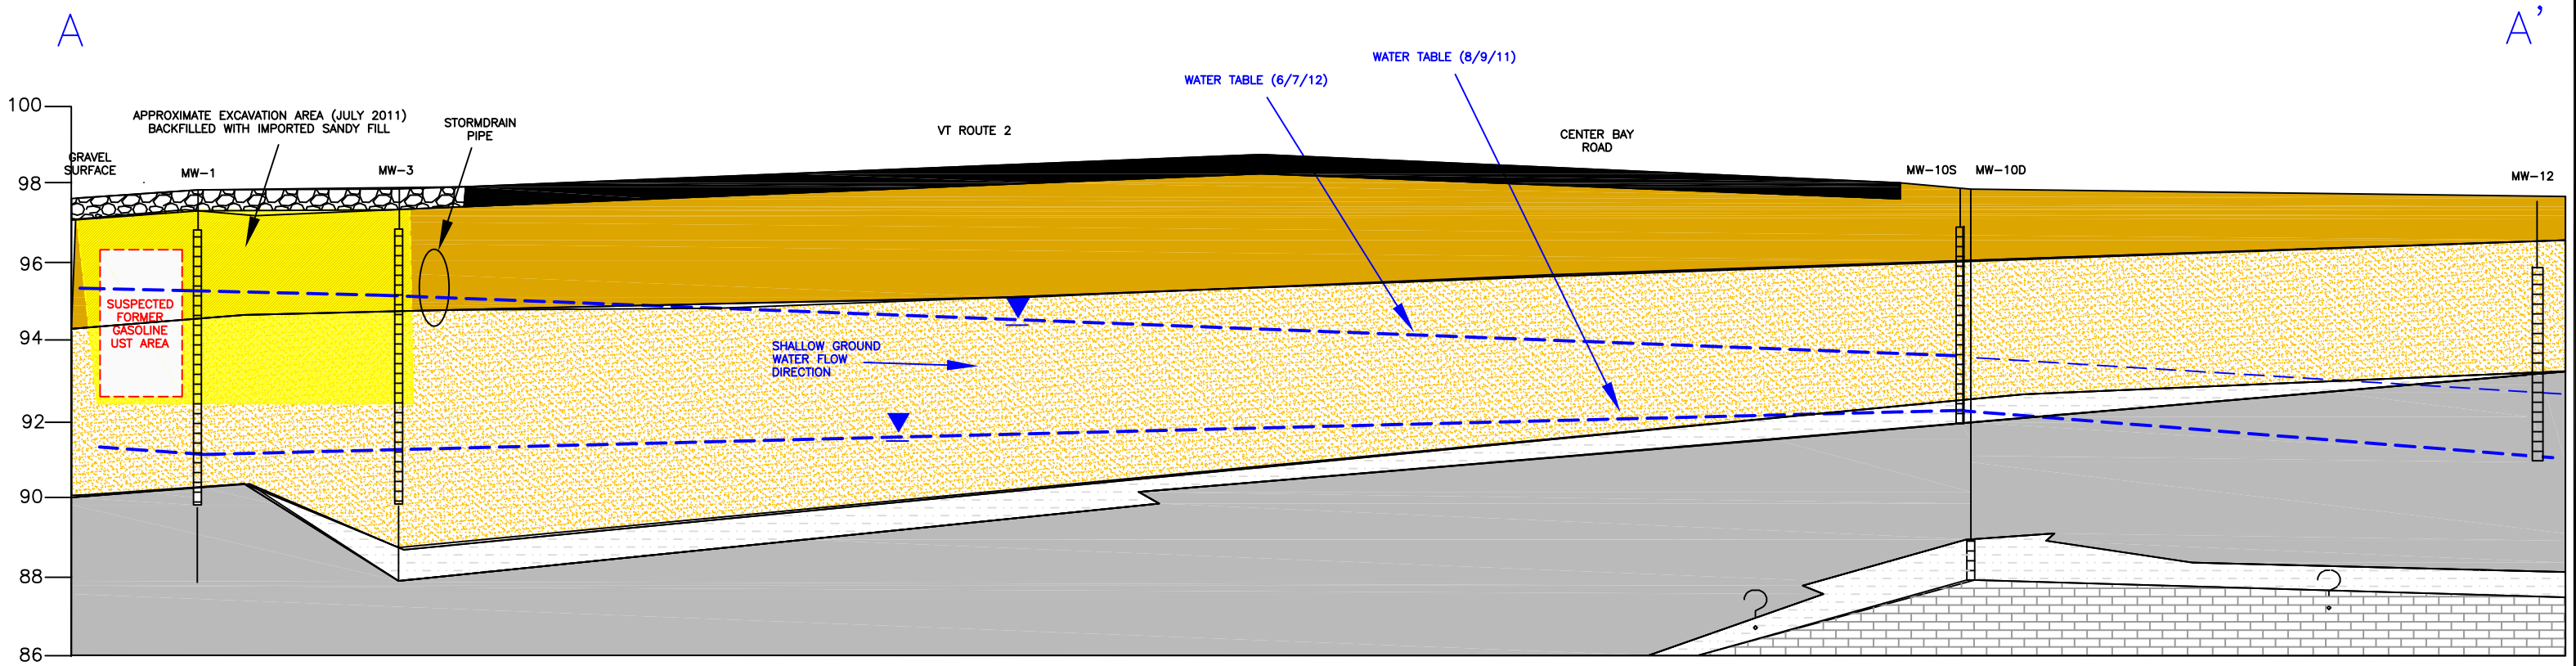 A
A'
WATER TABLE (8/9/11)
WATER TABLE (6/7/12)
100
APPROXIMATE EXCAVATION AREA (JULY 2011)
BACKFILLED WITH IMPORTED SANDY FILL
STORMDRAIN
PIPE
VT ROUTE 2
CENTER BAY
ROAD
GRAVEL
SURFACE
MW-1
MW-3
MW-10S
MW-10D
MW-12
98
96
SUSPECTED
FORMER
GASOLINE
UST AREA
94
SHALLOW GROUND
WATER FLOW
DIRECTION
92
90
88
?
?
86